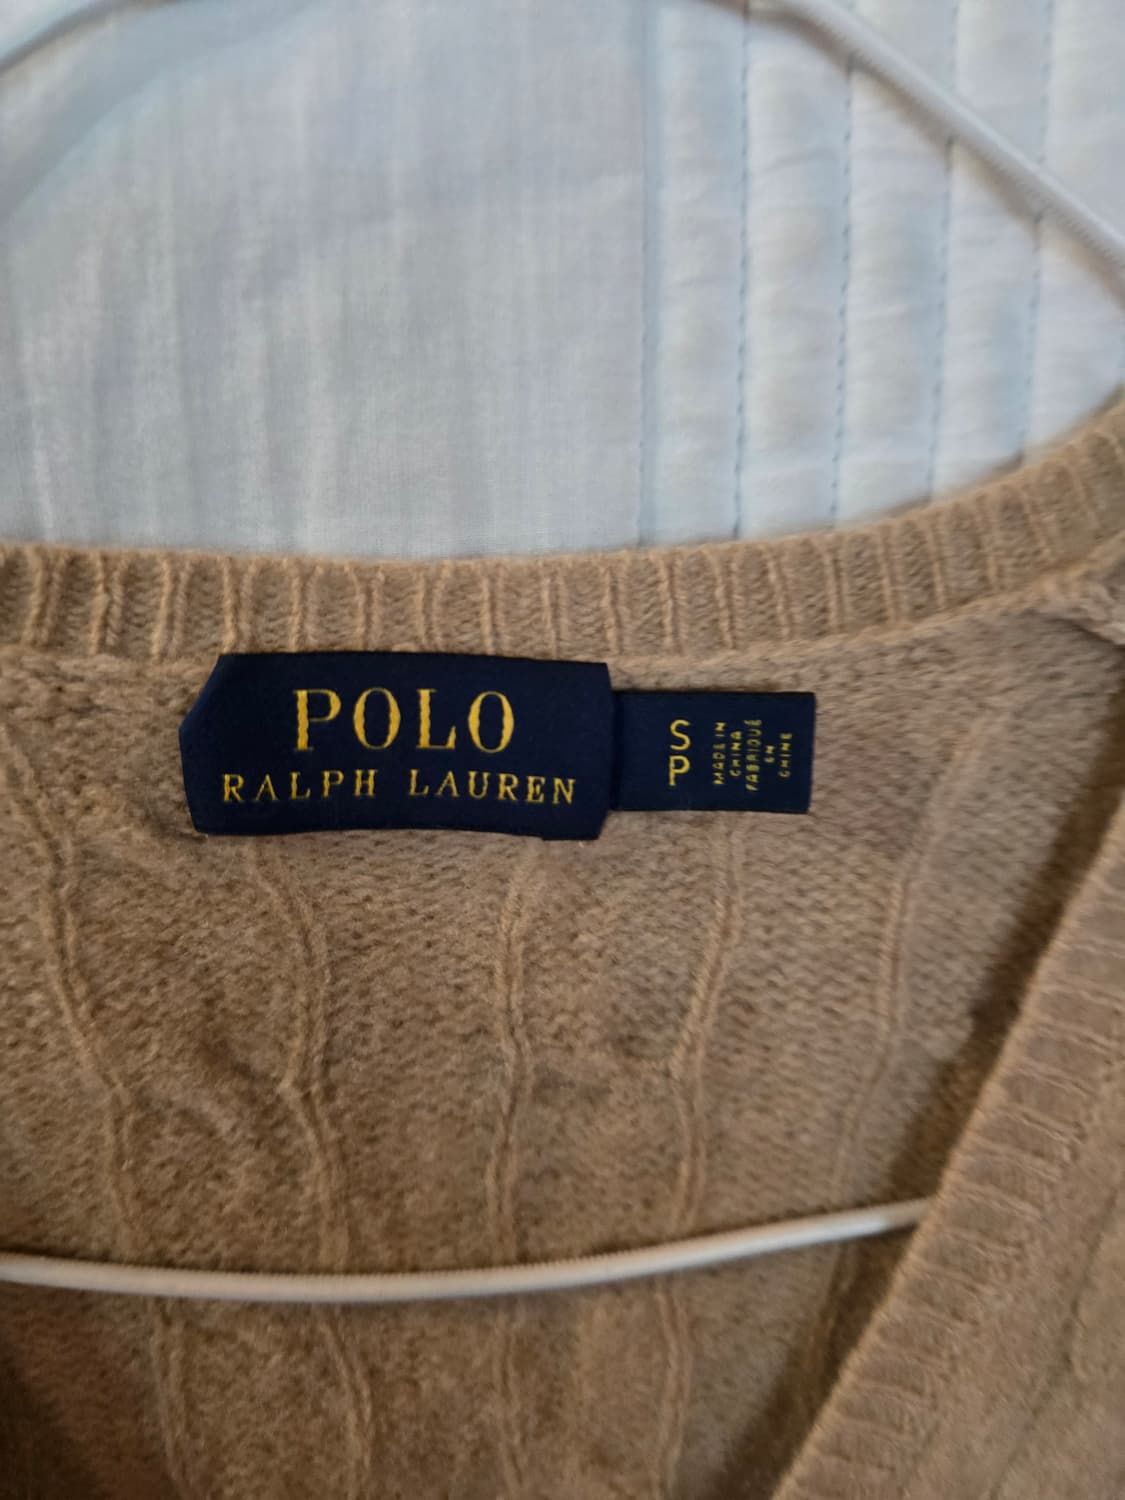 POLO
RALPH LAUREN
S
P
MADE IN
CHINA
FABRIQUÉ
EN
CHINE